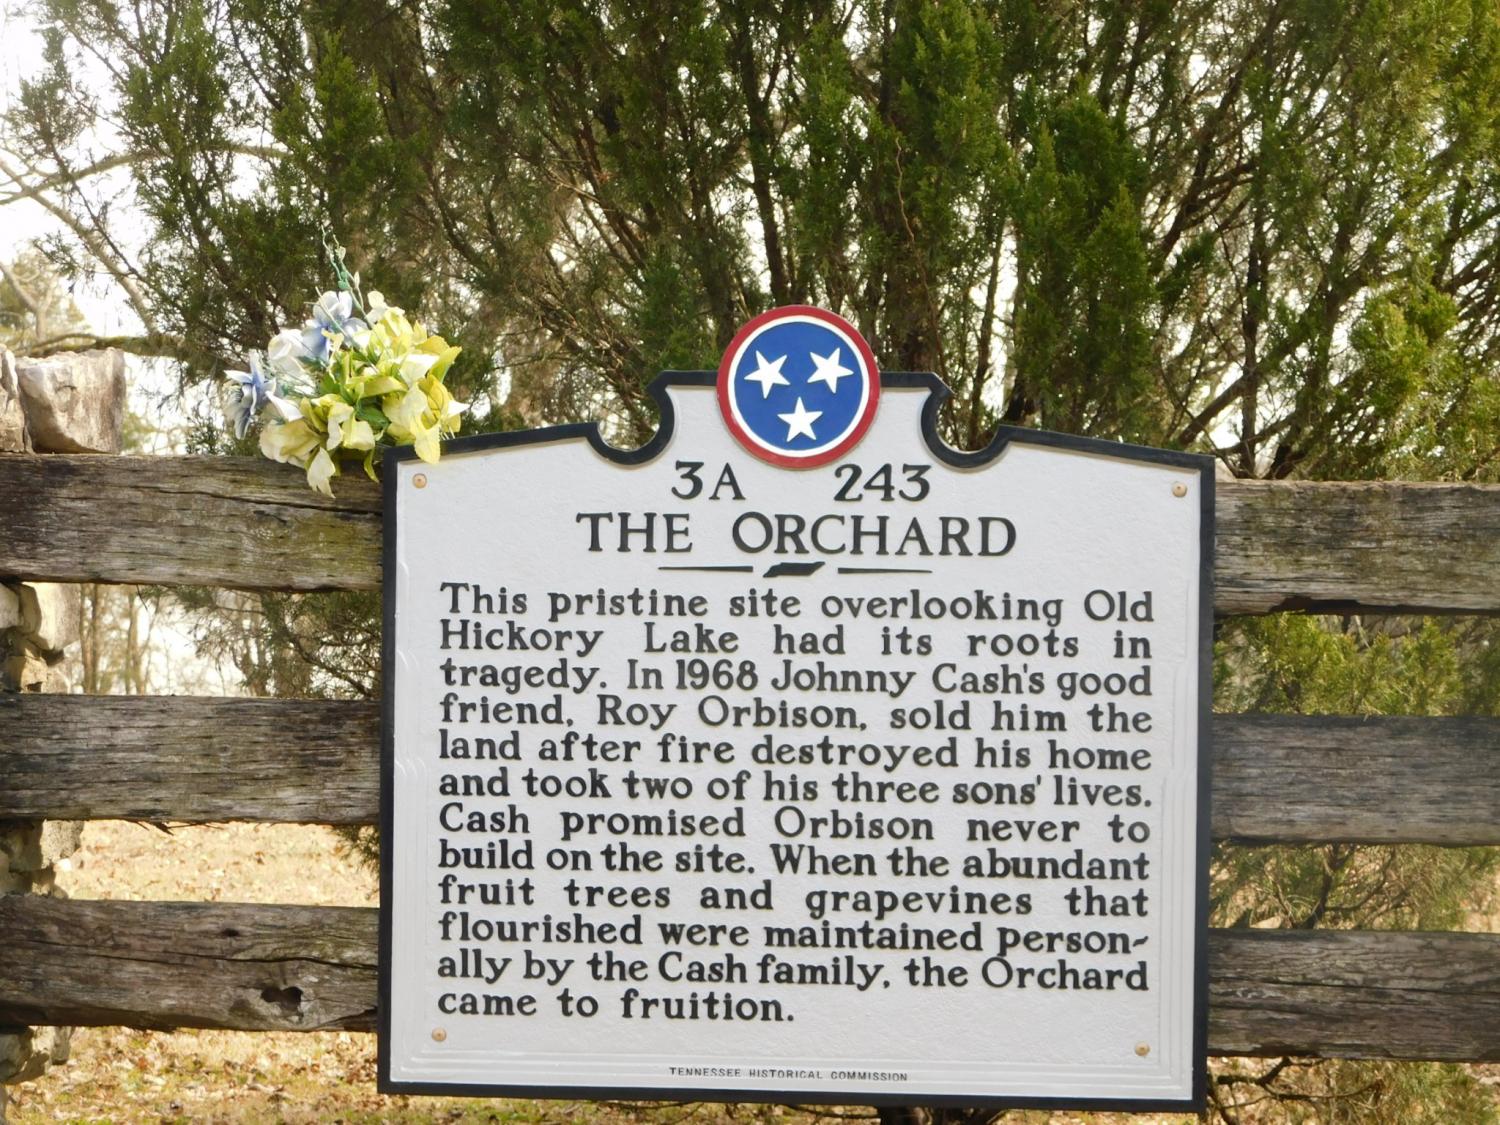 3A 243
THE ORCHARD
This pristine site overlooking Old
Hickory Lake had its roots in
tragedy. In 1968 Johnny Cash's good
friend, Roy Orbison, sold him the
land after fire destroyed his home
and took two of his three sons' lives.
Cash promised Orbison never to
build on the site. When the abundant
fruit trees and grapevines that
flourished were maintained person-
ally by the Cash family, the Orchard
came to fruition.
TENNESSEE HISTORICAL COMMISSION